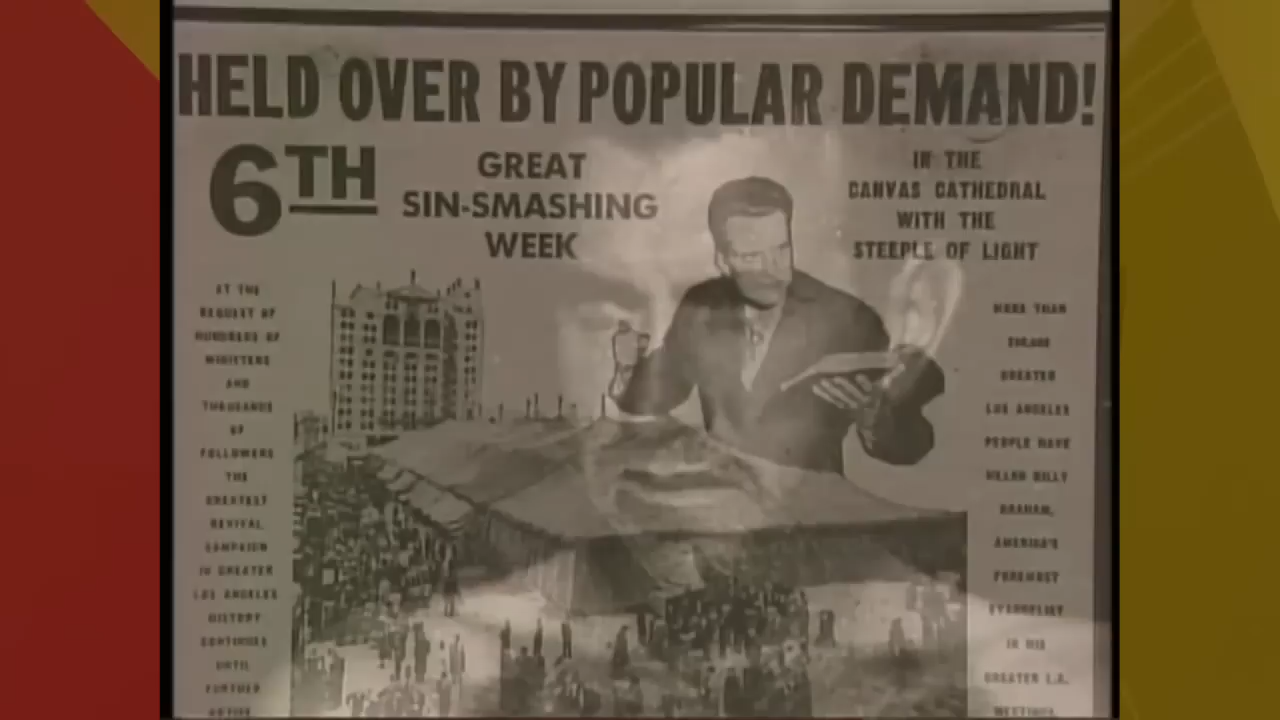 HELD OVER BY POPULAR DEMAND!
6TH
GREAT
SIN-SMASHING
WEEK
IN THE
CANVAS CATHEDRAL
WITH THE
STEEPLE OF LIGHT
AT THE
REQUEST OF
HUNDREDS OF
MINISTERS
AND
THOUSANDS
OF
FOLLOWERS
THE
GREATEST
REVIVAL
CAMPAIGN
IN GREATER
LOS ANGELES
HISTORY
CONTINUES
UNTIL
FURTHER
NOTICE
MORE THAN
GREATER
LOS ANGELES
PEOPLE HAVE
HEARD BILLY
GRAHAM,
AMERICA'S
FOREMOST
EVANGELIST
IN HIS
GREATER L.A.
MEETINGS